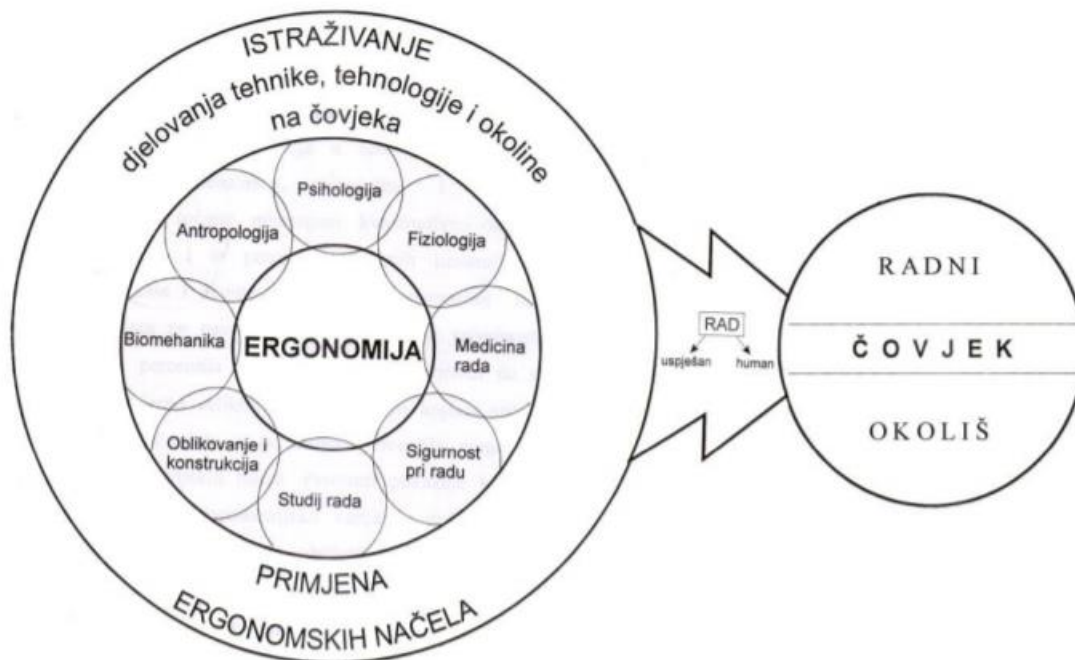 ISTRAŽIVANJE
djelovanja tehnike, tehnologije i okoline
na čovjeka
Psihologija
Antropologija
Fiziologija
Biomehanika
ERGONOMIJA
Medicina
rada
Oblikovanje i
konstrukcija
Sigurnost
pri radu
Studij rada
PRIMJENA
ERGONOMSKIH NAČELA
RAD
uspješan
human
RADNI
ČOVJEK
OKOLIŠ